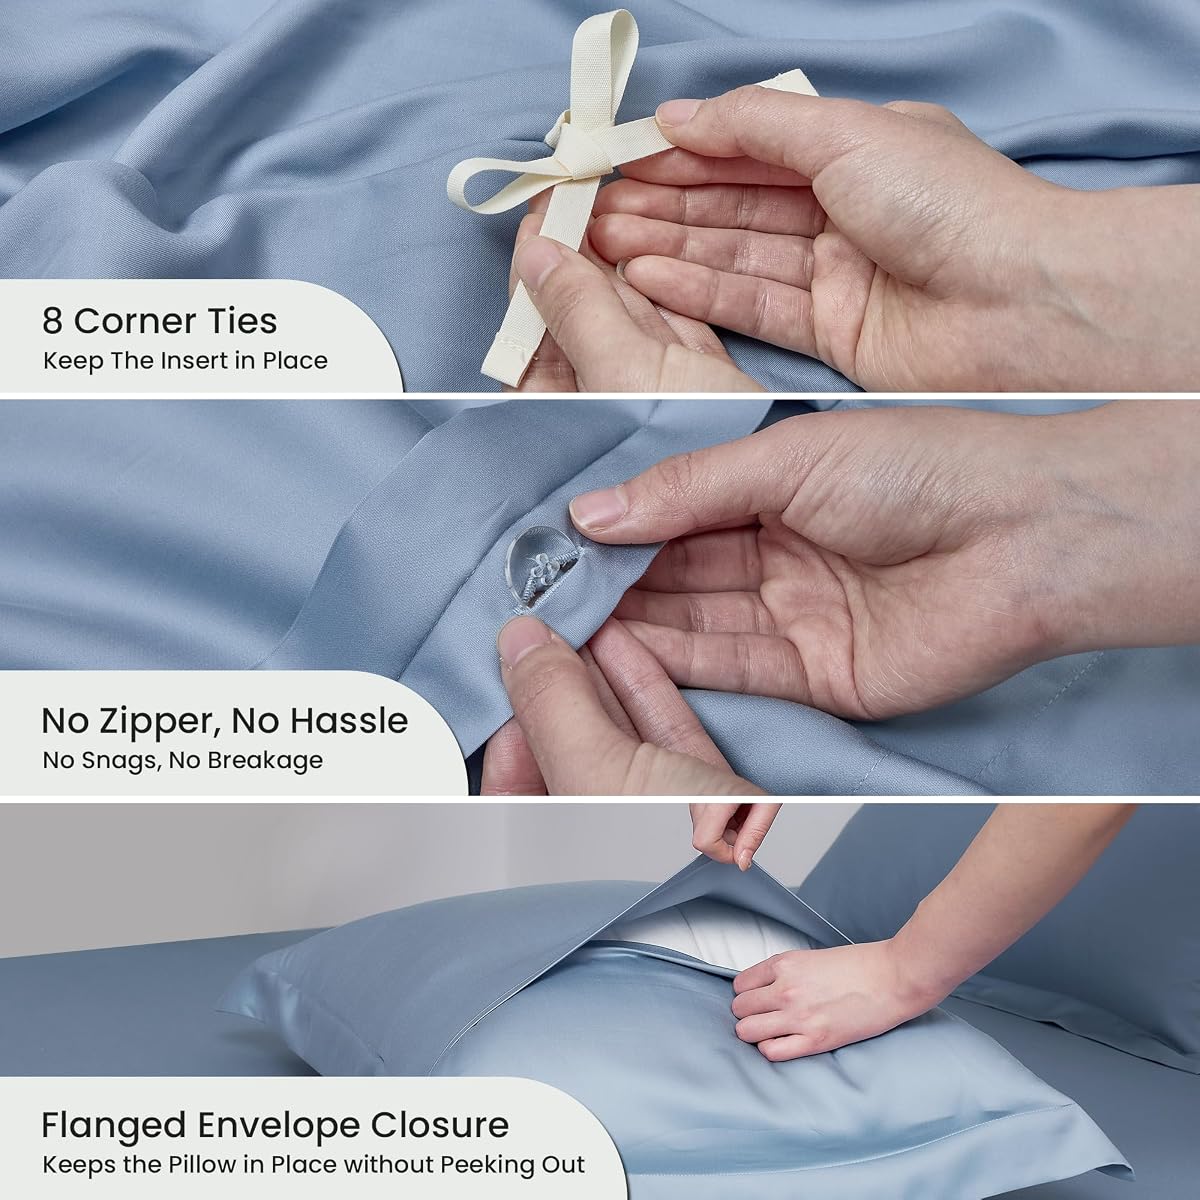 8 Corner Ties
Keep The Insert in Place
No Zipper, No Hassle
No Snags, No Breakage
Flanged Envelope Closure
Keeps the Pillow in Place without Peeking Out